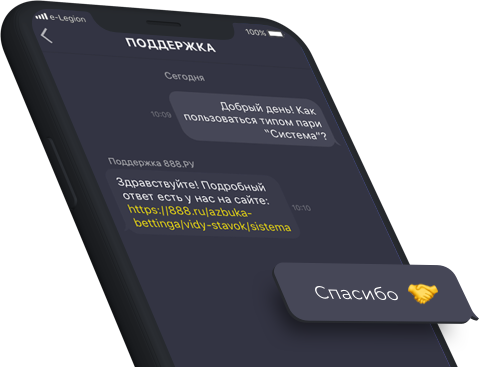 e-Legion 100%
ПОДДЕРЖКА
Сегодня
Добрый день! Как
10:09 пользоваться типом пари
"Система"?
Поддержка 888.РУ
Здравствуйте! Подробный
ответ есть у нас на сайте:
https://888.ru/azbuka- 10:10
bettinga/vidy-stavok/sistema
Спасибо 🤝